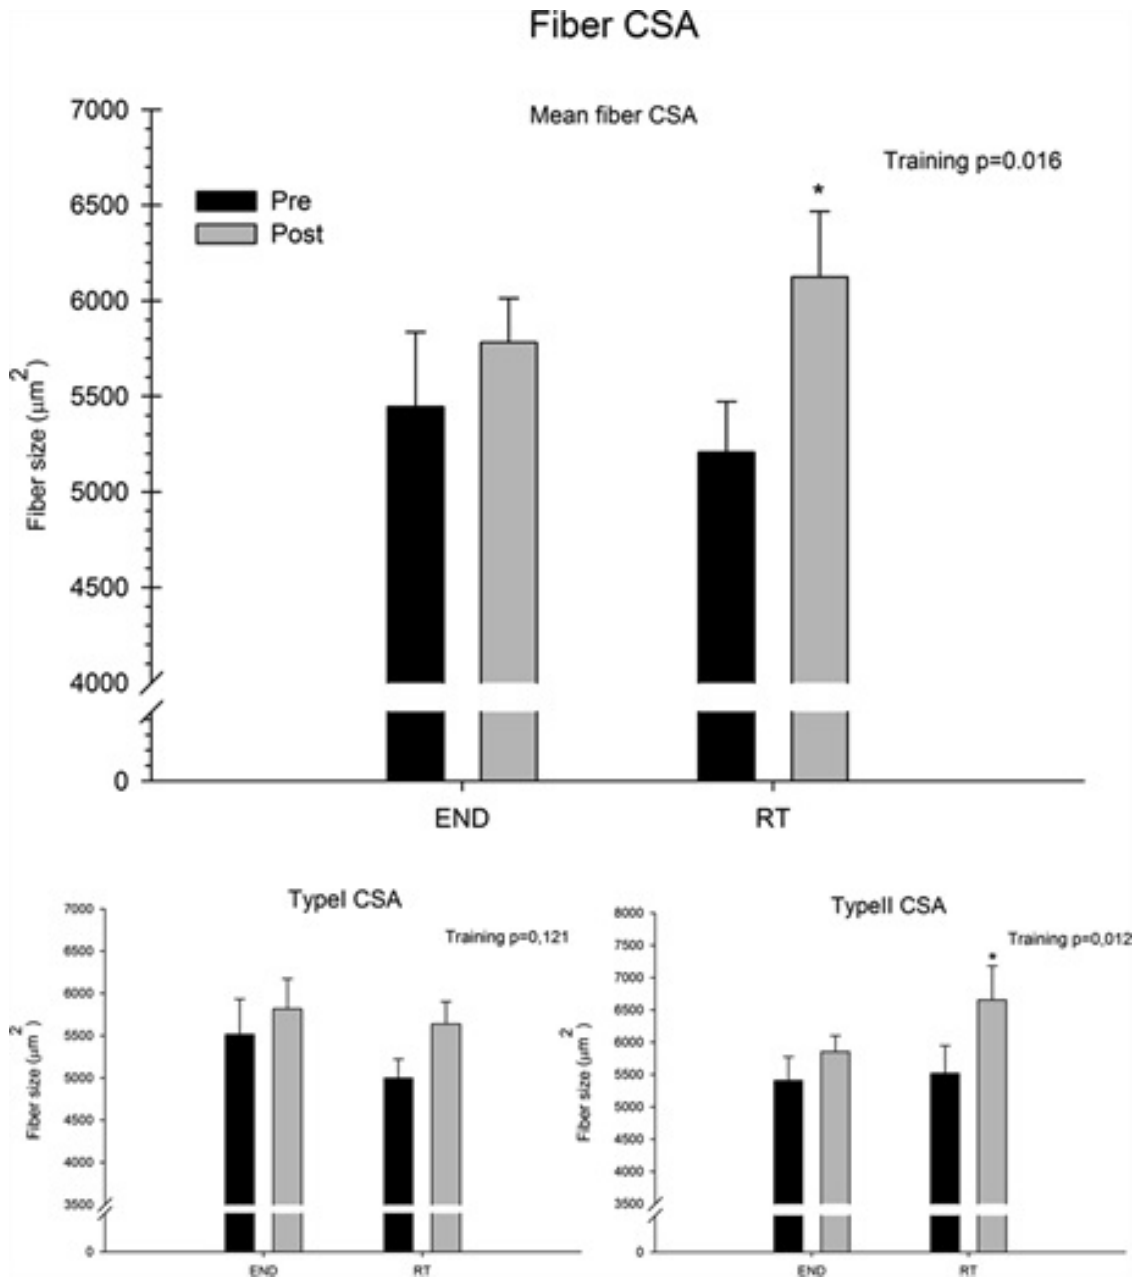 Fiber CSA
Mean fiber CSA
Training p=0.016
*
Pre
Post
7000
6500
6000
5500
5000
4500
4000
0
Fiber size (μm²)
END RT
TypeI CSA
Training p=0,121
7000
6500
6000
5500
5000
4500
4000
3500
0
Fiber size (μm²)
END RT
TypeII CSA
Training p=0,012
*
8000
7500
7000
6500
6000
5500
5000
4500
4000
3500
0
Fiber size (μm²)
END RT